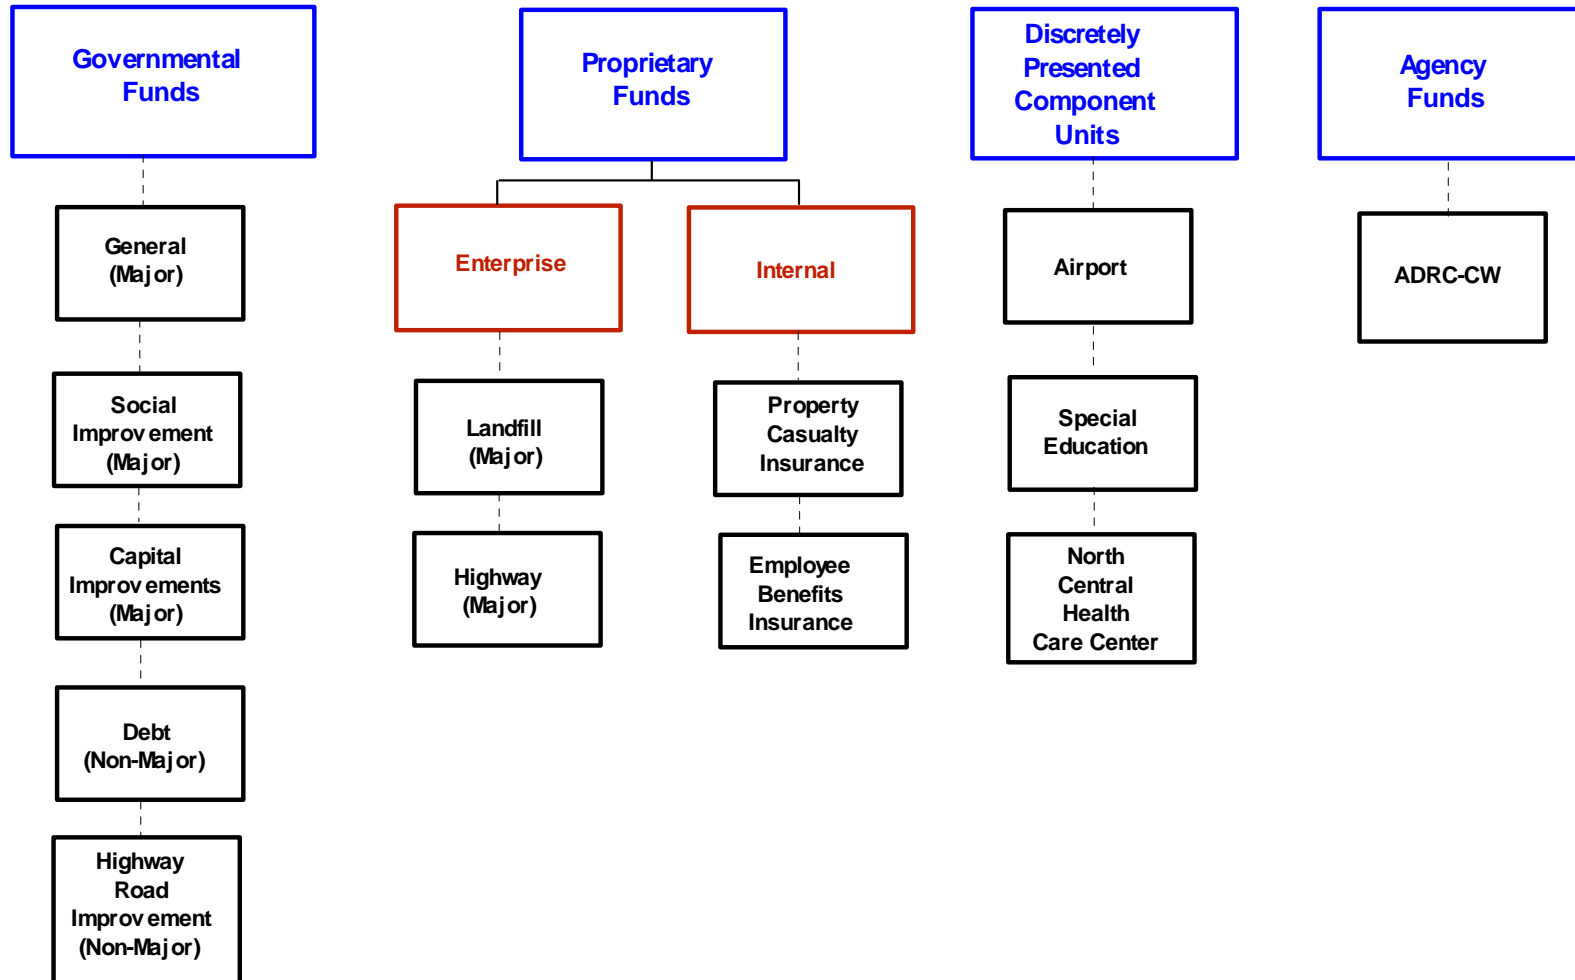 Governmental
Funds
Proprietary
Funds
Discretely
Presented
Component
Units
Agency
Funds
General
(Major)
Enterprise
Internal
Airport
ADRC-CW
Social
Improvement
(Major)
Landfill
(Major)
Property
Casualty
Insurance
Special
Education
Capital
Improvements
(Major)
Highway
(Major)
Employee
Benefits
Insurance
North
Central
Health
Care Center
Debt
(Non-Major)
Highway
Road
Improvement
(Non-Major)